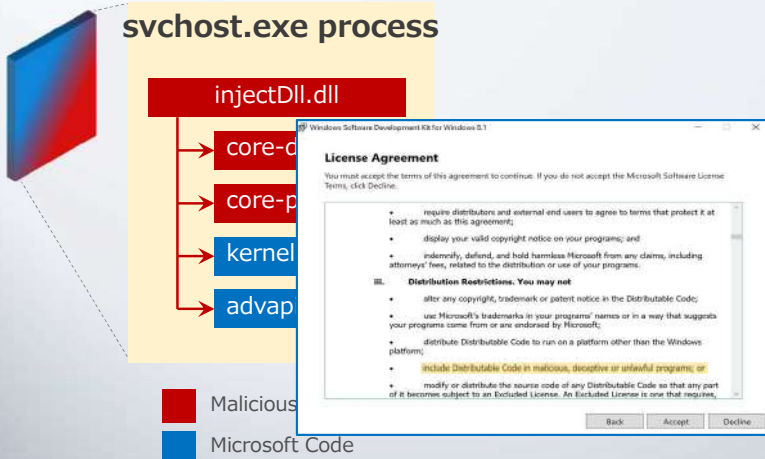 svchost.exe process
injectDll.dll
core-d
core-p
kernel
advap
Malicious
Microsoft Code
Windows Software Development Kit for Windows 8.1
License Agreement
You must accept the terms of this agreement to continue. If you do not accept the Microsoft Software License
Terms, click Decline.
• require distributors and external end users to agree to terms that protect it at
least as much as this agreement;
• display your valid copyright notice on your programs; and
• indemnify, defend, and hold harmless Microsoft from any claims, including
attorneys' fees, related to the distribution or use of your programs.
iii. Distribution Restrictions. You may not
• alter any copyright, trademark or patent notice in the Distributable Code;
• use Microsoft's trademarks in your programs' names or in a way that suggests
your programs come from or are endorsed by Microsoft;
• distribute Distributable Code to run on a platform other than the Windows
platform;
• include Distributable Code in malicious, deceptive or unlawful programs; or
• modify or distribute the source code of any Distributable Code so that any part
of it becomes subject to an Excluded License. An Excluded License is one that requires,
Back Accept Decline